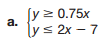 a. y ≥ 0.75x
y ≤ 2x − 7